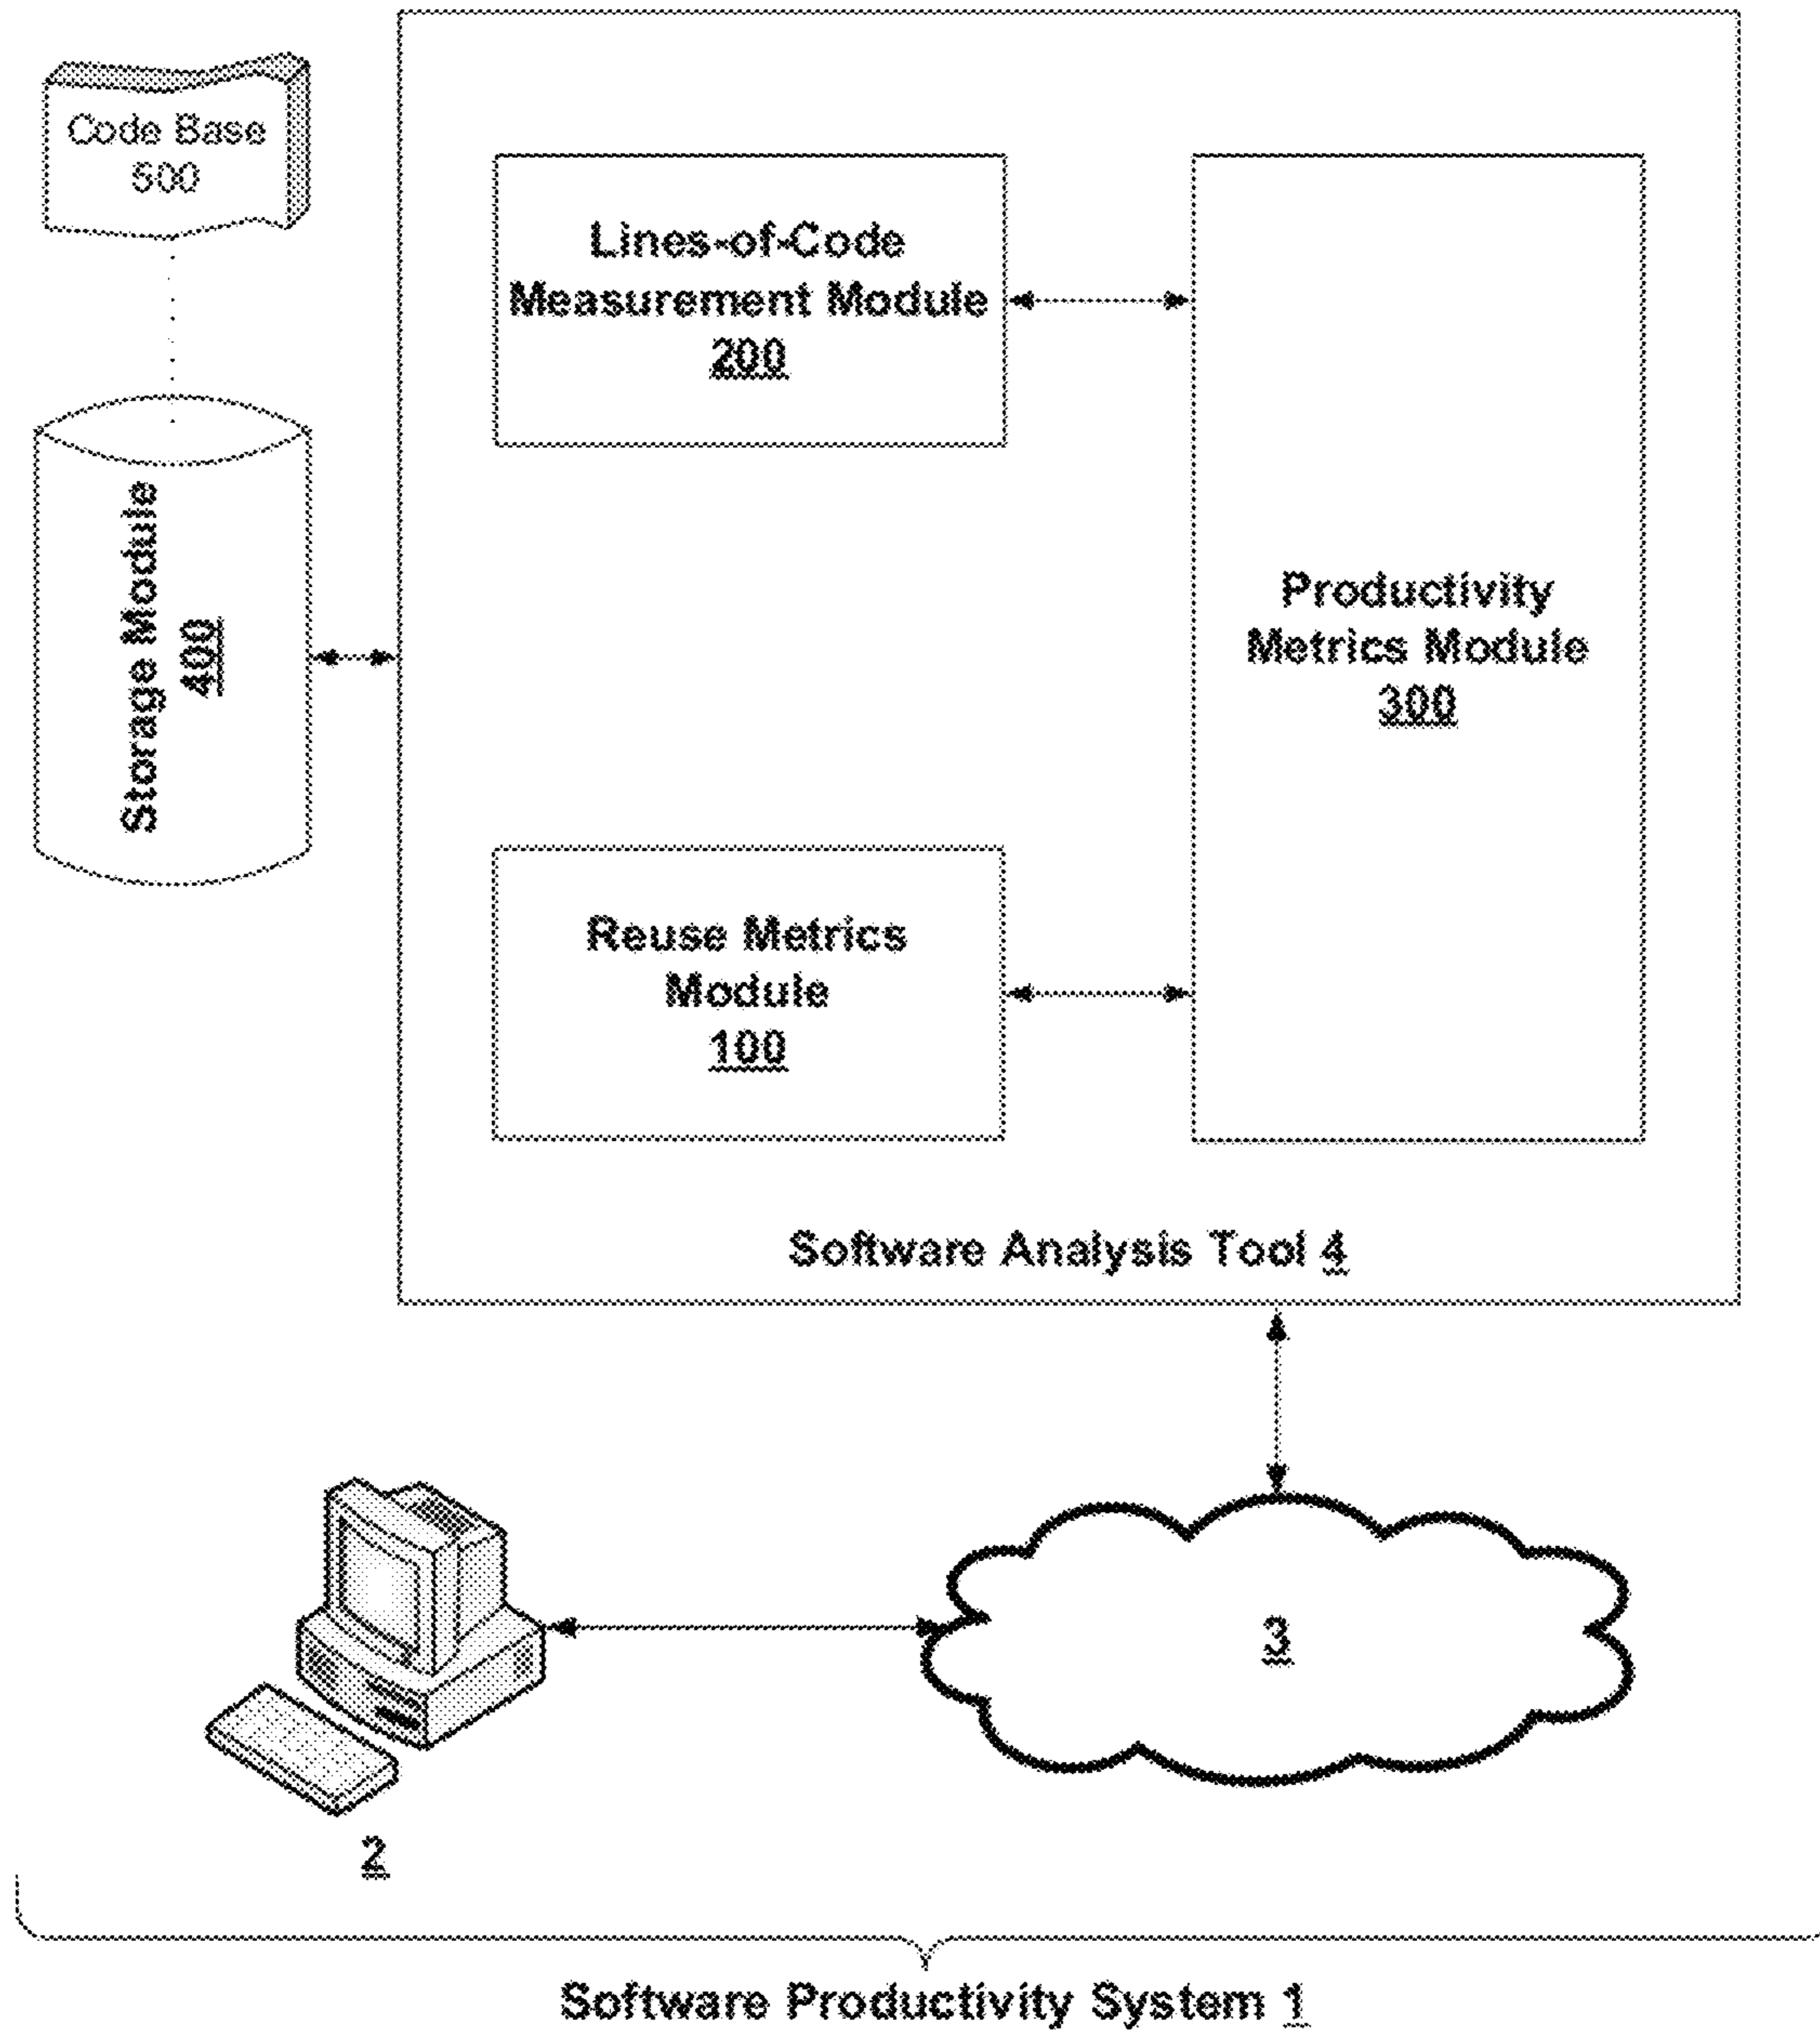 Code Base
500
Lines-of-Code
Measurement Module
200
Storage Module
400
Productivity
Metrics Module
300
Reuse Metrics
Module
100
Software Analysis Tool 4
3
2
Software Productivity System 1